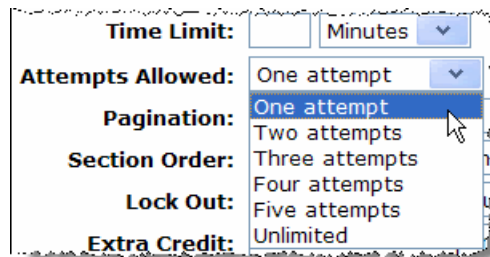 Time Limit: Minutes
Attempts Allowed: One attempt
One attempt
Pagination:
Two attempts
Section Order: Three attempts
Four attempts
Lock Out:
Five attempts
Extra Credit: Unlimited